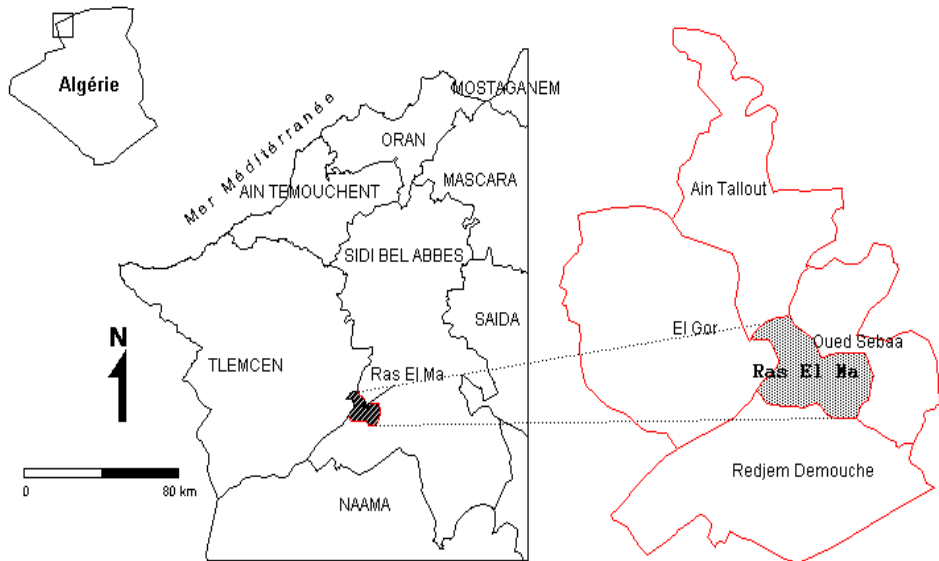 Algérie
Mer Méditérranée
MOSTAGANEM
ORAN
AIN TEMOUCHENT
MASCARA
SIDI BEL ABBES
SAIDA
TLEMCEN
Ras El Ma
NAAMA
N
0 80 km
Ain Tallout
El Gor
Oued Sebaa
Ras El Ma
Redjem Demouche